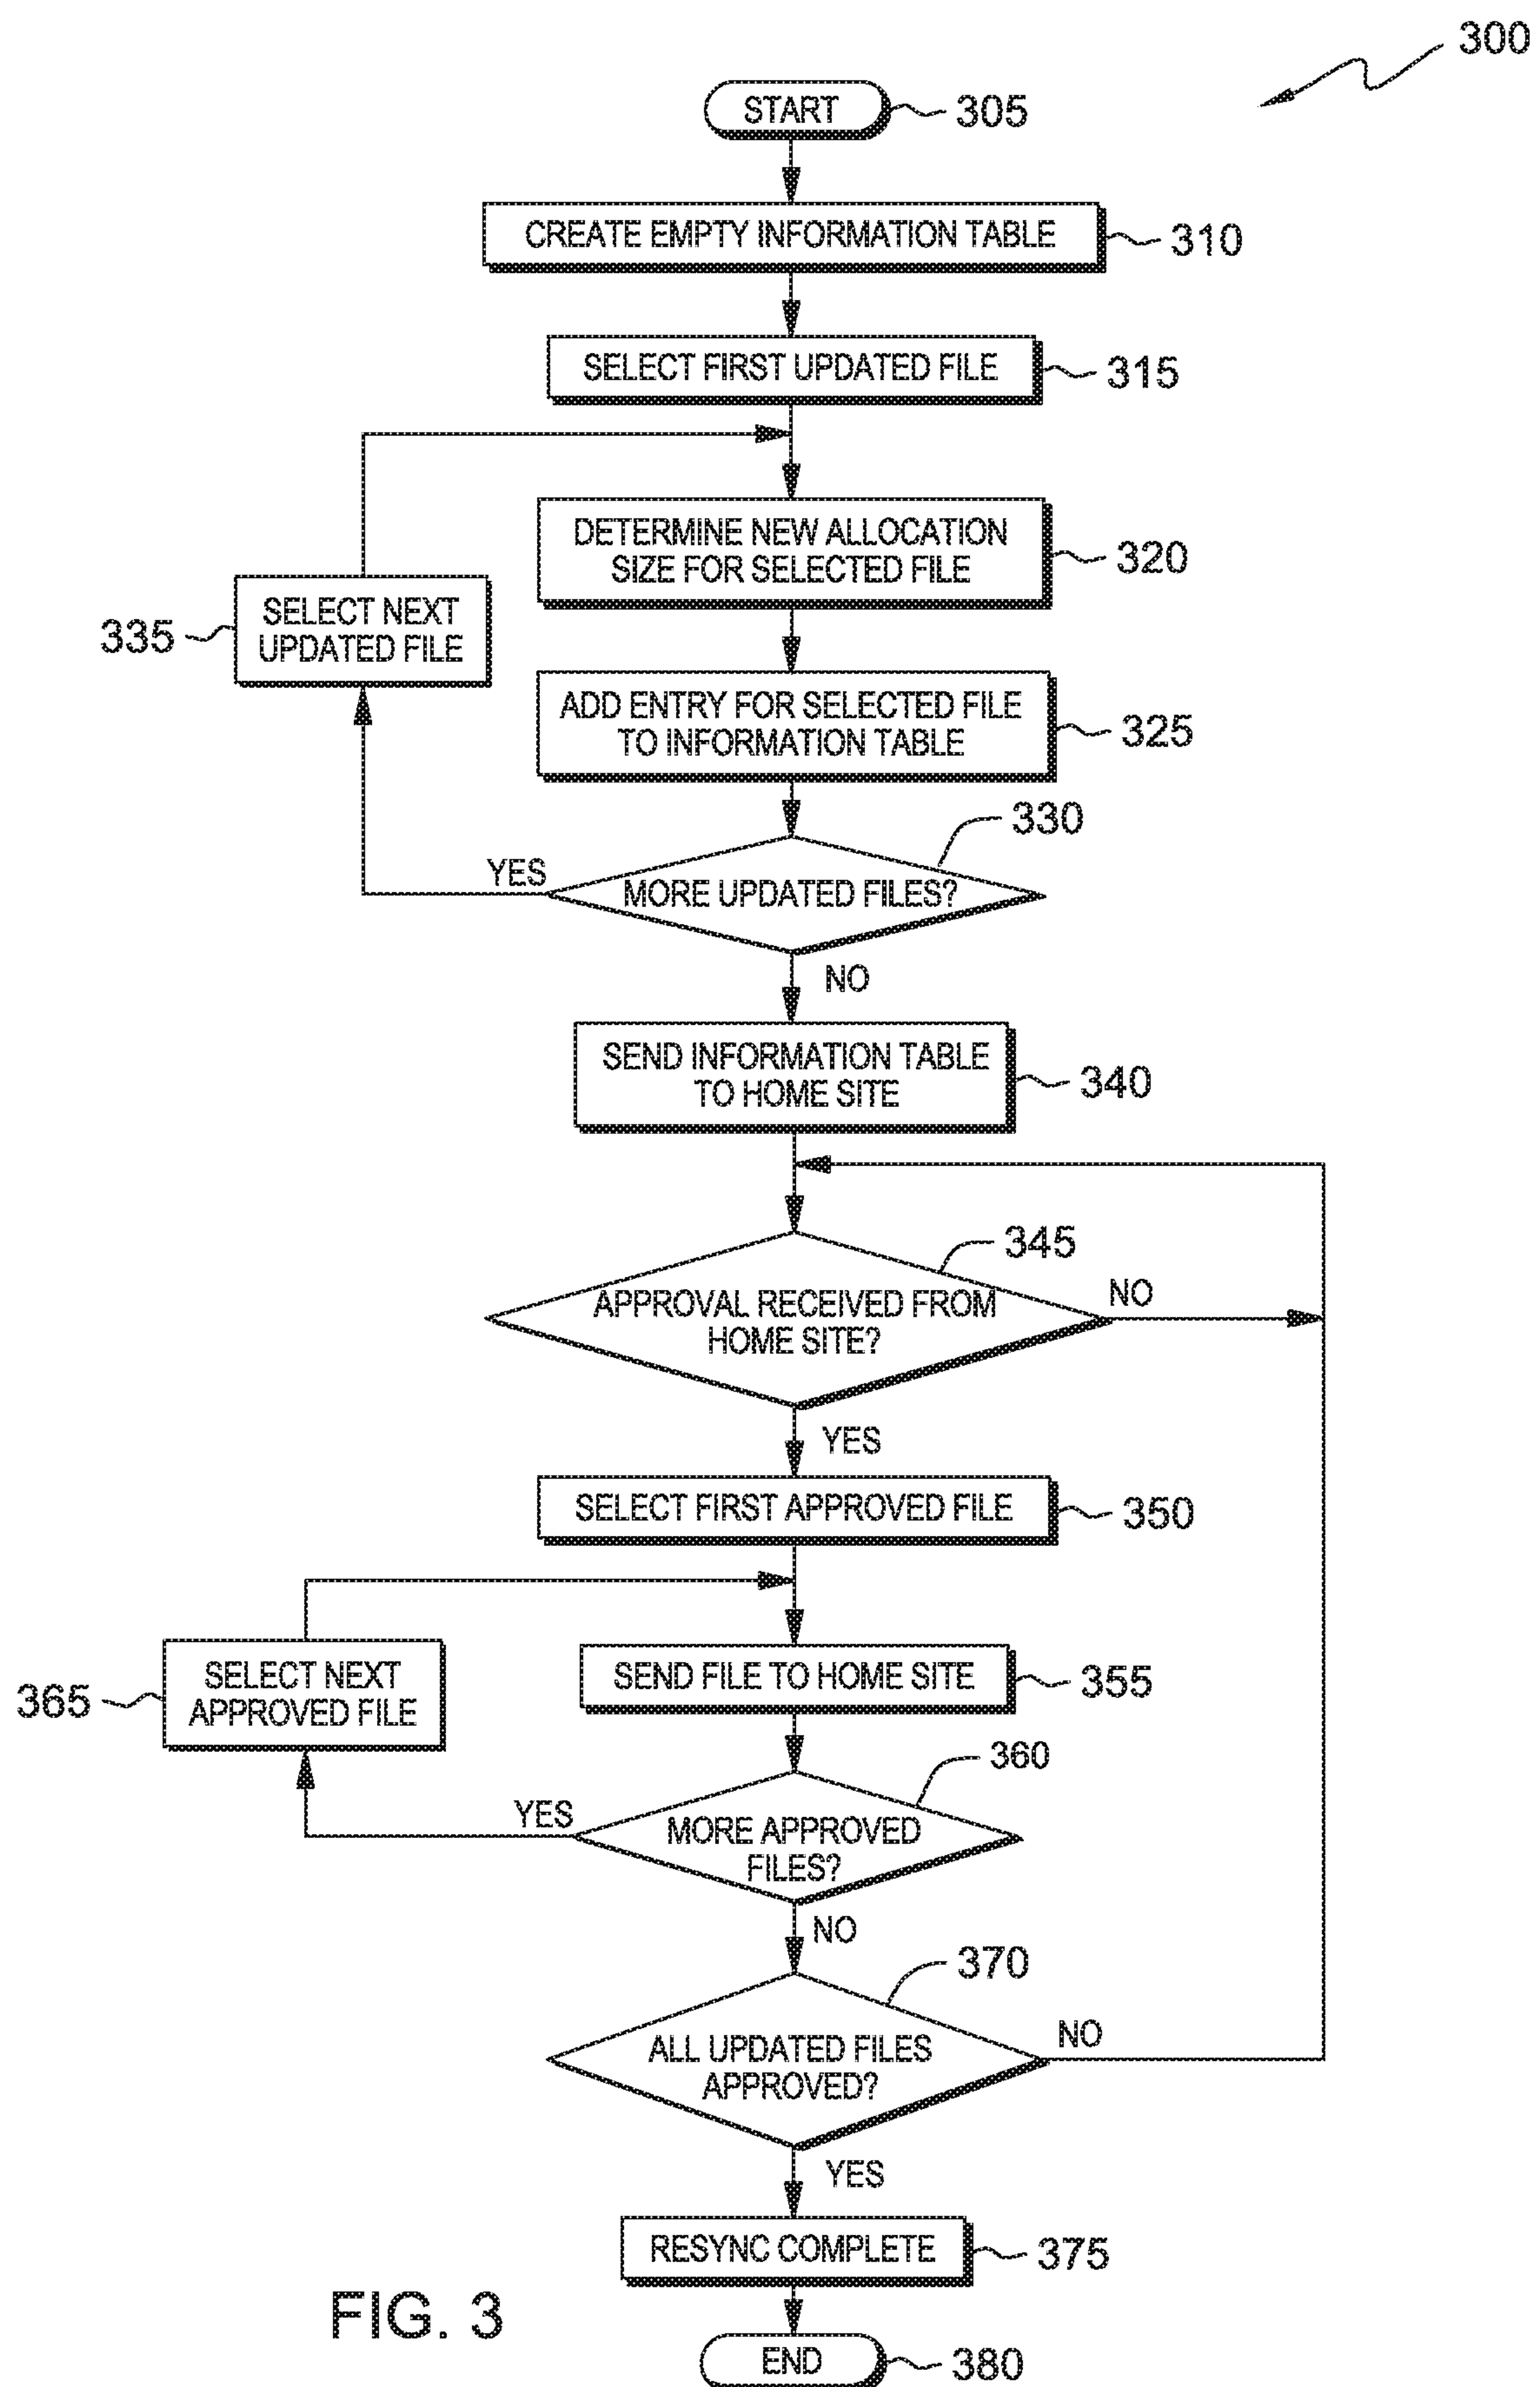 300
START
305
CREATE EMPTY INFORMATION TABLE
310
SELECT FIRST UPDATED FILE
315
DETERMINE NEW ALLOCATION
SIZE FOR SELECTED FILE
320
SELECT NEXT
UPDATED FILE
335
ADD ENTRY FOR SELECTED FILE
TO INFORMATION TABLE
325
330
YES
MORE UPDATED FILES?
NO
SEND INFORMATION TABLE
TO HOME SITE
340
345
APPROVAL RECEIVED FROM
HOME SITE?
NO
YES
SELECT FIRST APPROVED FILE
350
SELECT NEXT
APPROVED FILE
365
SEND FILE TO HOME SITE
355
360
YES
MORE APPROVED
FILES?
NO
370
ALL UPDATED FILES
APPROVED?
NO
YES
RESYNC COMPLETE
375
FIG. 3
END
380